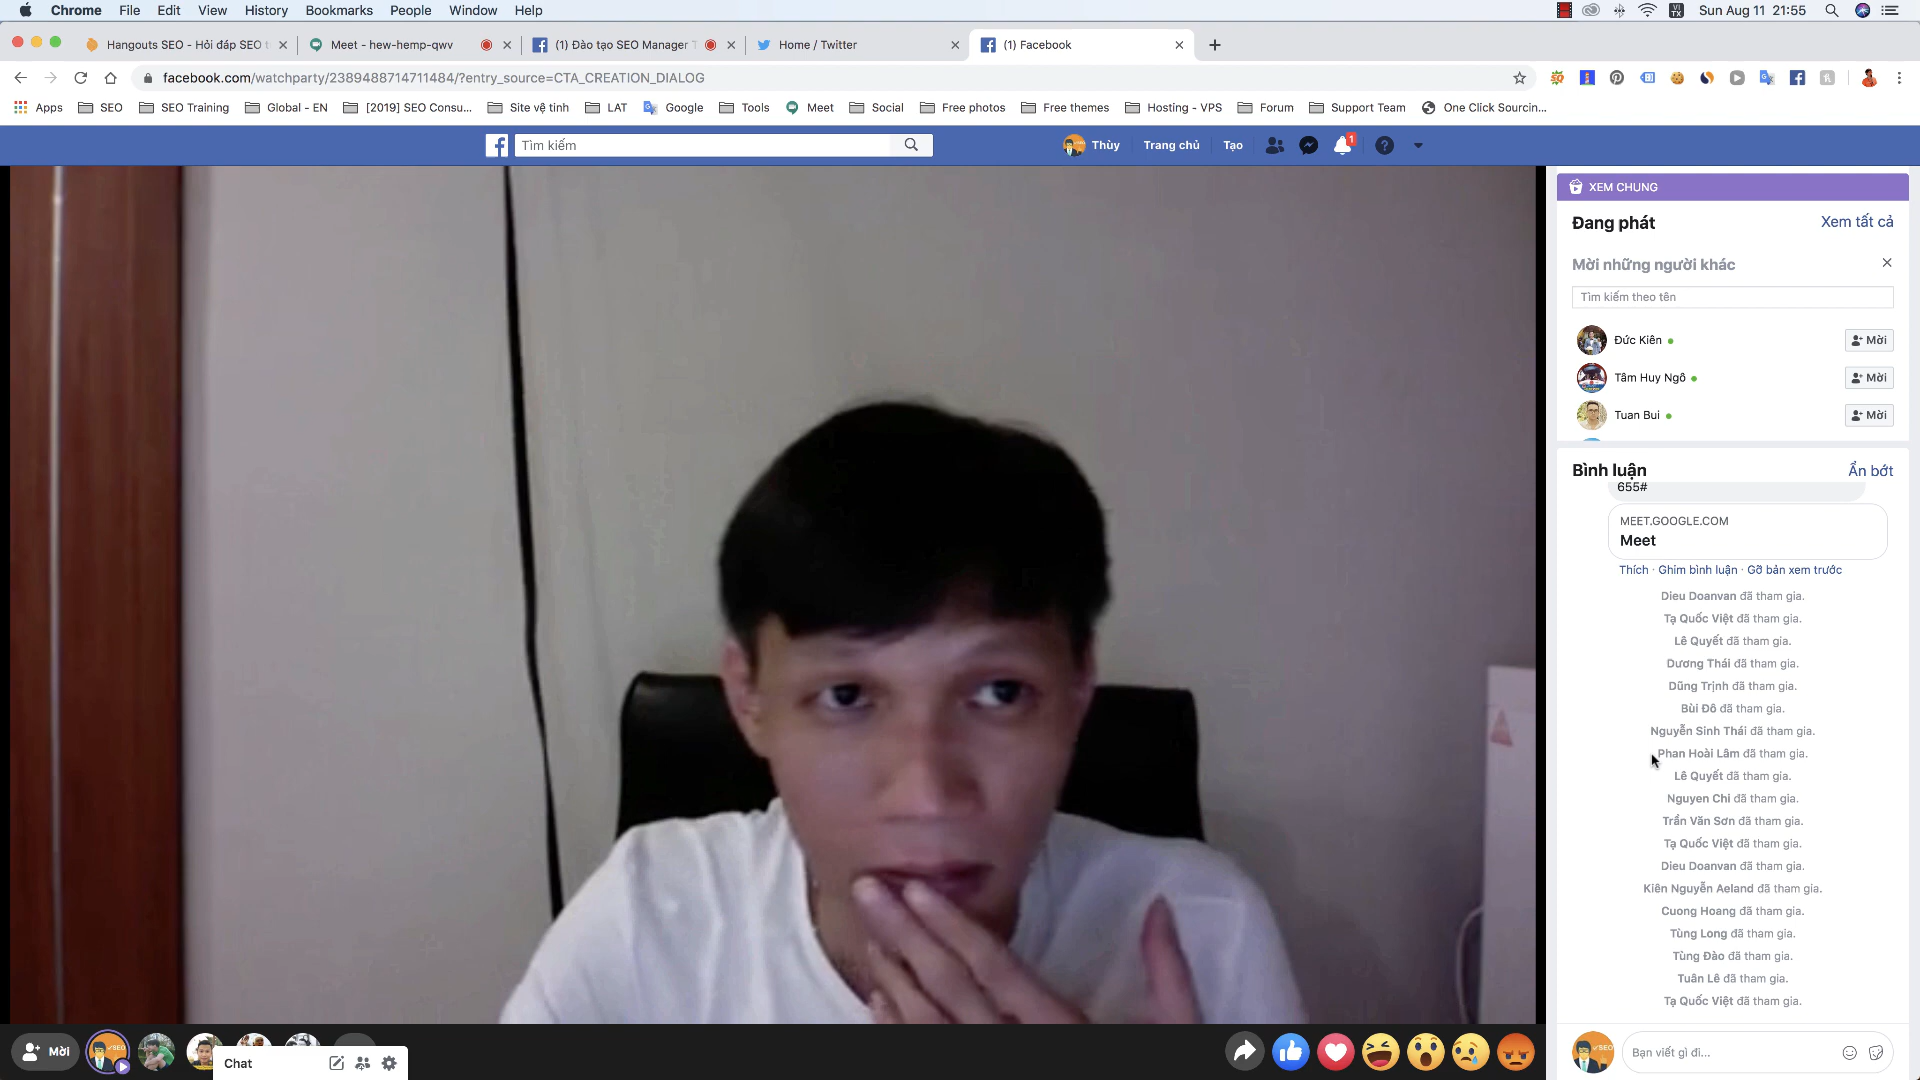 Chrome File Edit View History Bookmarks People Window Help Sun Aug 11 21:55
Hangouts SEO - Hỏi đáp SEO t Meet - hew-hemp-qwv (1) Đào tạo SEO Manager T Home / Twitter (1) Facebook
facebook.com/watchparty/2389488714711484/?entry_source=CTA_CREATION_DIALOG
Apps SEO SEO Training Global - EN [2019] SEO Consu... Site vệ tinh LAT Google Tools Meet Social Free photos Free themes Hosting - VPS Forum Support Team One Click Sourcin...
Tìm kiếm Thùy Trang chủ Tạo 1
XEM CHUNG
Đang phát Xem tất cả
Mời những người khác
Tìm kiếm theo tên
Đức Kiên Mời
Tâm Huy Ngô Mời
Tuan Bui Mời
Bình luận Ẩn bớt
655#
MEET.GOOGLE.COM
Meet
Thích · Ghim bình luận · Gỡ bản xem trước
Dieu Doanvan đã tham gia.
Tạ Quốc Việt đã tham gia.
Lê Quyết đã tham gia.
Dương Thái đã tham gia.
Dũng Trịnh đã tham gia.
Bùi Đô đã tham gia.
Nguyễn Sinh Thái đã tham gia.
Phan Hoài Lâm đã tham gia.
Lê Quyết đã tham gia.
Nguyen Chi đã tham gia.
Trần Văn Sơn đã tham gia.
Tạ Quốc Việt đã tham gia.
Dieu Doanvan đã tham gia.
Kiên Nguyễn Aeland đã tham gia.
Cuong Hoang đã tham gia.
Tùng Long đã tham gia.
Tùng Đào đã tham gia.
Tuân Lê đã tham gia.
Tạ Quốc Việt đã tham gia.
Mời
Chat
Bạn viết gì đi...